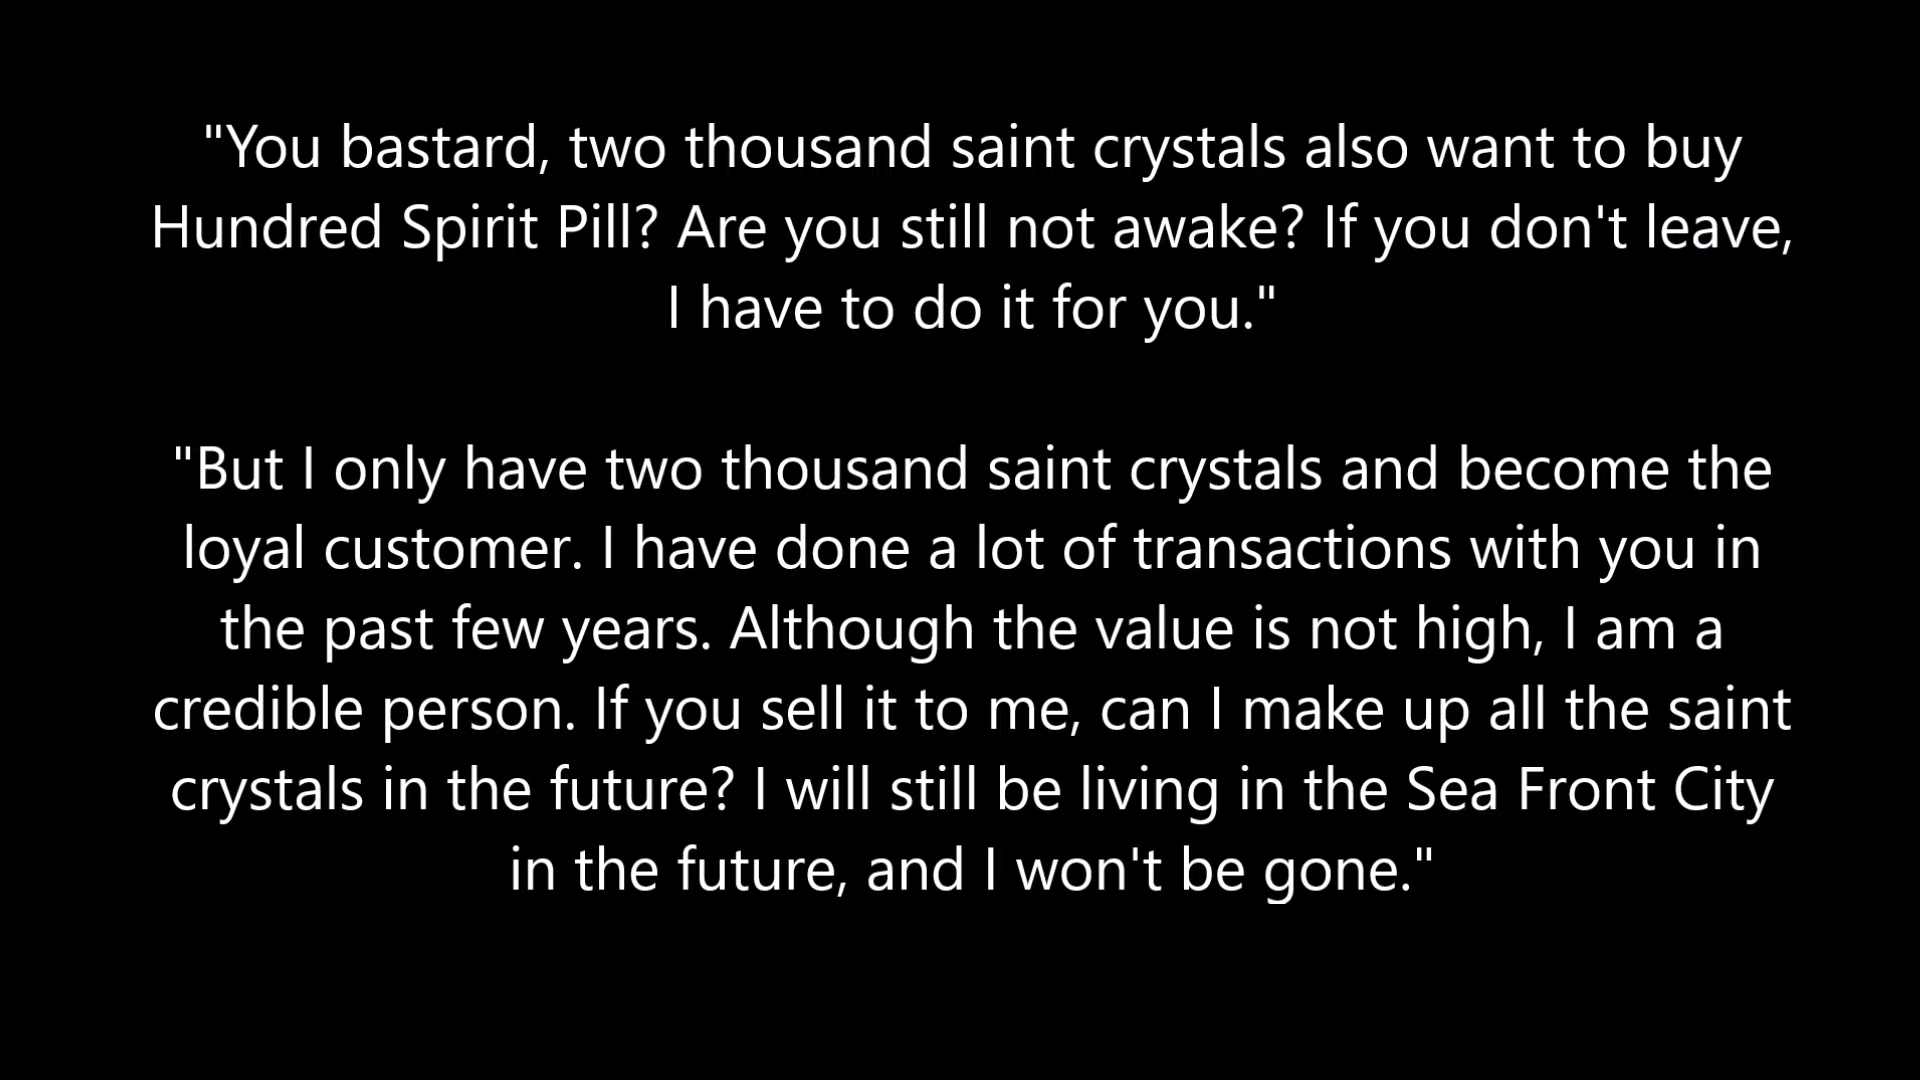 "You bastard, two thousand saint crystals also want to buy
Hundred Spirit Pill? Are you still not awake? If you don't leave,
I have to do it for you."
"But I only have two thousand saint crystals and become the
loyal customer. I have done a lot of transactions with you in
the past few years. Although the value is not high, I am a
credible person. If you sell it to me, can I make up all the saint
crystals in the future? I will still be living in the Sea Front City
in the future, and I won't be gone."